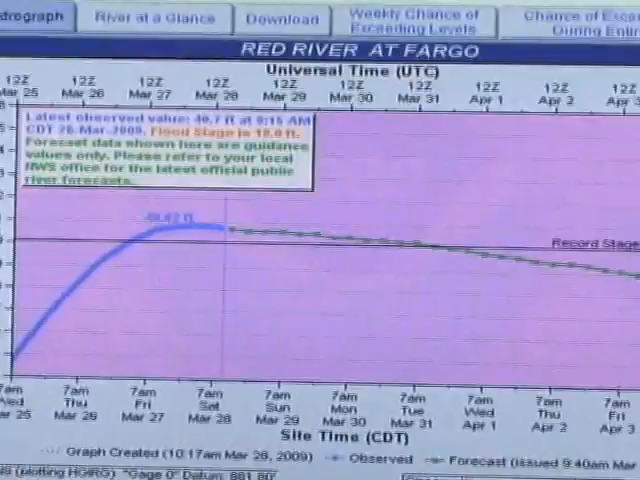 drograph River at a Glance Download Weekly Chance of Exceeding Levels Chance of Exce
During Entir
RED RIVER AT FARGO
Universal Time (UTC)
12Z 12Z 12Z 12Z 12Z 12Z 12Z 12Z 12Z 12Z
Mar 25 Mar 26 Mar 27 Mar 28 Mar 29 Mar 30 Mar 31 Apr 1 Apr 2 Apr 3
Latest observed value: 40.7 ft at 9:15 AM
CDT 28-Mar-2009. Flood Stage is 18.0 ft.
Forecast data shown here are guidance
values only. Please refer to your local
NWS office for the latest official public
river forecasts.
Record Stage
7am 7am 7am 7am 7am 7am 7am 7am 7am 7am
Wed Thu Fri Sat Sun Mon Tue Wed Thu Fri
ar 25 Mar 26 Mar 27 Mar 28 Mar 29 Mar 30 Mar 31 Apr 1 Apr 2 Apr 3
Site Time (CDT)
Graph Created (10:17am Mar 28, 2009) Observed Forecast (issued 9:40am Mar
(plotting HGIRG) "Gage 0" Datum: 861.80'